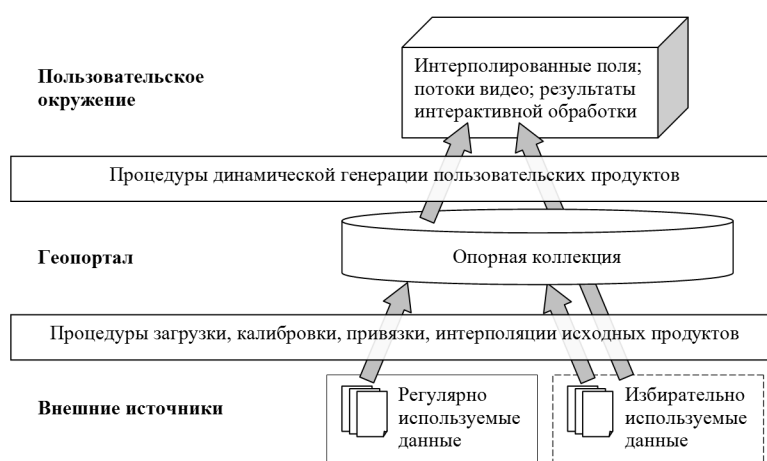 Пользовательское
окружение
Интерполированные поля;
потоки видео; результаты
интерактивной обработки
Процедуры динамической генерации пользовательских продуктов
Геопортал
Опорная коллекция
Процедуры загрузки, калибровки, привязки, интерполяции исходных продуктов
Внешние источники
Регулярно
используемые
данные
Избирательно
используемые
данные